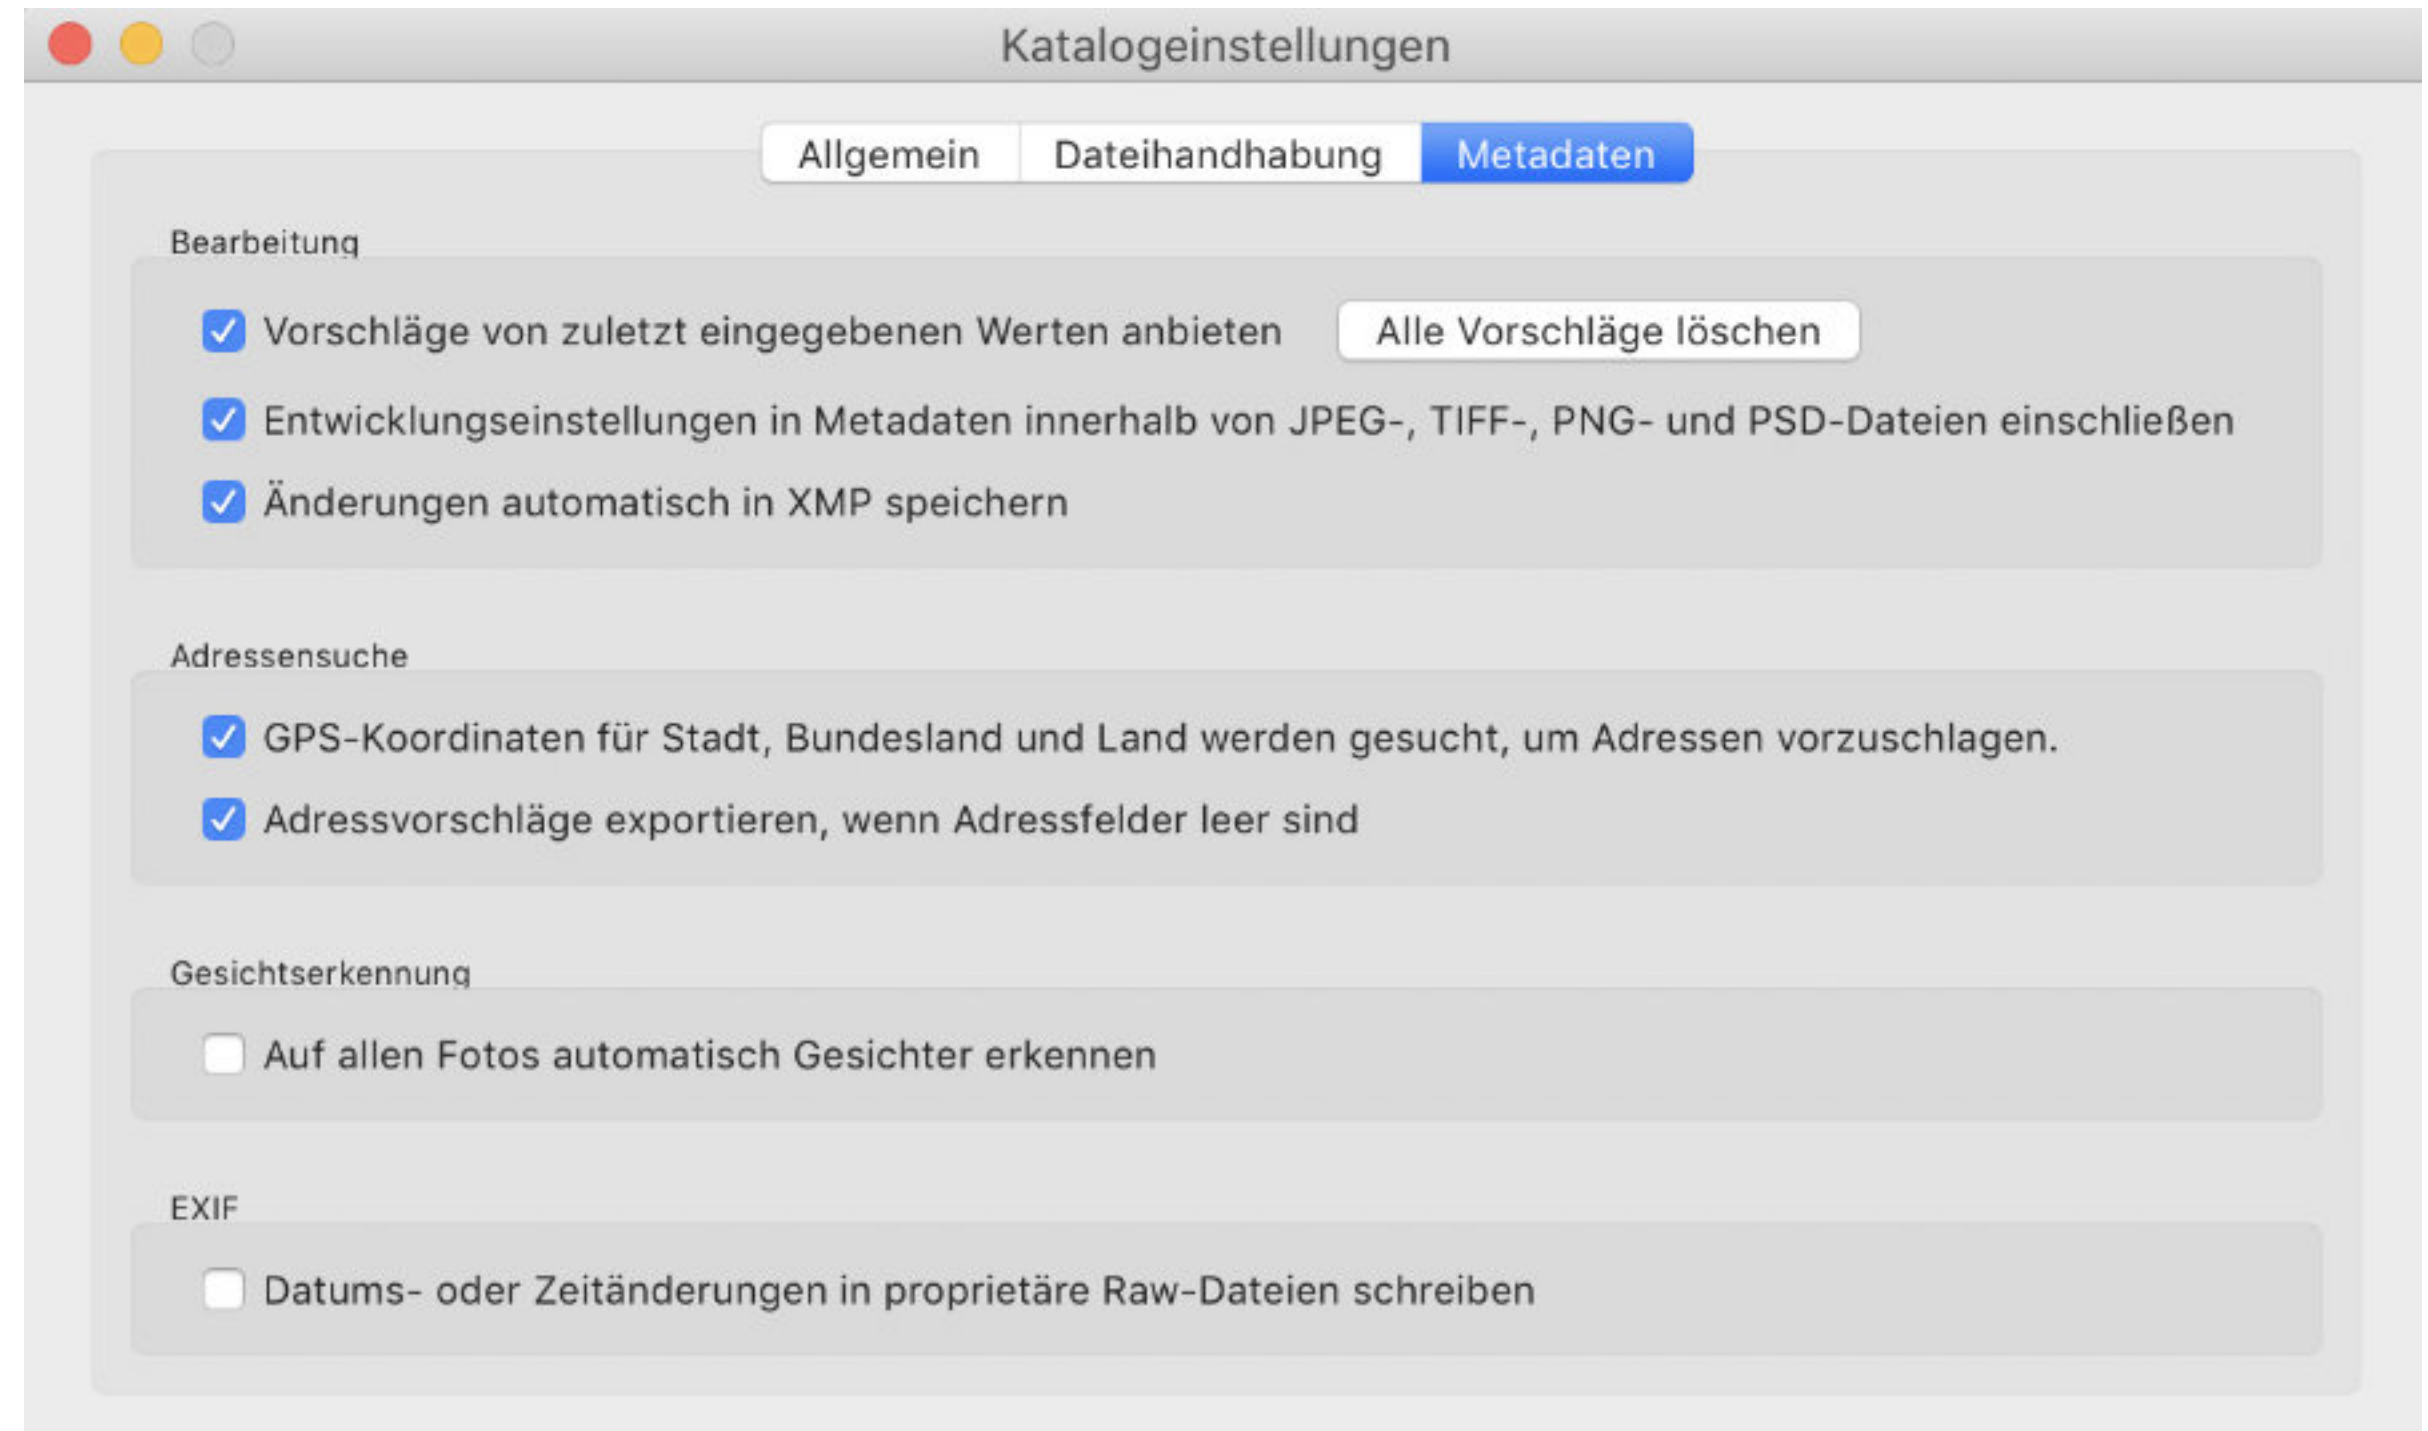 Katalogeinstellungen
Allgemein Dateihandhabung Metadaten
Bearbeitung
Vorschläge von zuletzt eingegebenen Werten anbieten Alle Vorschläge löschen
Entwicklungseinstellungen in Metadaten innerhalb von JPEG-, TIFF-, PNG- und PSD-Dateien einschließen
Änderungen automatisch in XMP speichern
Adressensuche
GPS-Koordinaten für Stadt, Bundesland und Land werden gesucht, um Adressen vorzuschlagen.
Adressvorschläge exportieren, wenn Adressfelder leer sind
Gesichtserkennung
Auf allen Fotos automatisch Gesichter erkennen
EXIF
Datums- oder Zeitänderungen in proprietäre Raw-Dateien schreiben